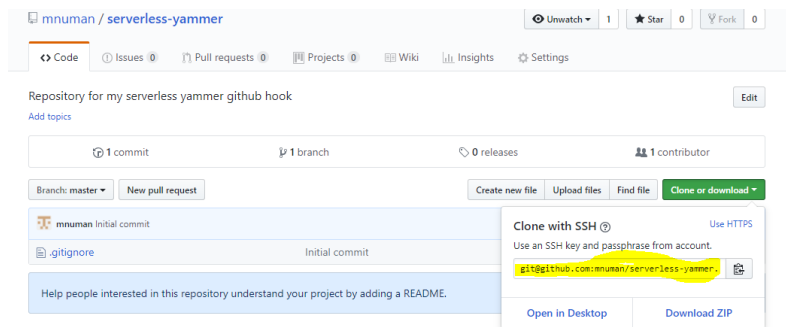 mnuman / serverless-yammer
Unwatch 1 Star 0 Fork 0
Code Issues 0 Pull requests 0 Projects 0 Wiki Insights Settings
Repository for my serverless yammer github hook Edit
Add topics
1 commit 1 branch 0 releases 1 contributor
Branch: master New pull request Create new file Upload files Find file Clone or download
mnuman Initial commit
Clone with SSH Use HTTPS
Use an SSH key and passphrase from account.
.gitignore Initial commit
git@github.com:mnuman/serverless-yammer.
Help people interested in this repository understand your project by adding a README.
Open in Desktop Download ZIP